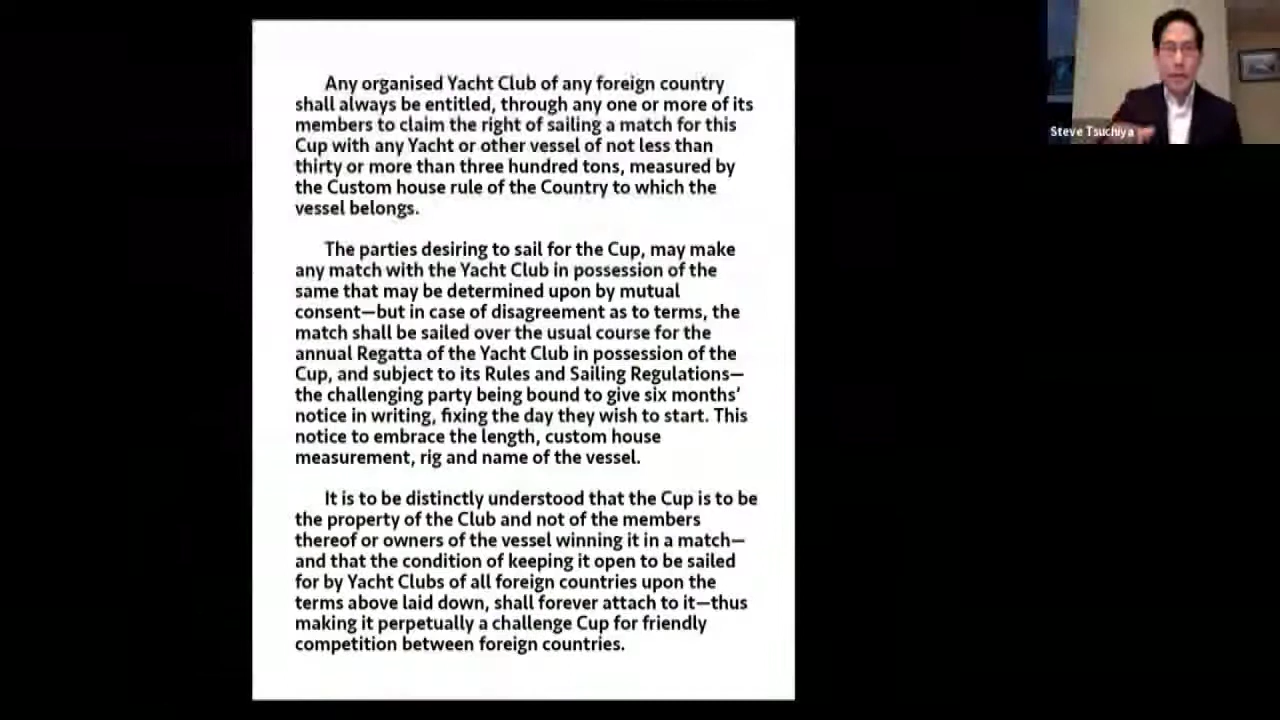 Any organised Yacht Club of any foreign country
shall always be entitled, through any one or more of its
members to claim the right of sailing a match for this
Cup with any Yacht or other vessel of not less than
thirty or more than three hundred tons, measured by
the Custom house rule of the Country to which the
vessel belongs.
The parties desiring to sail for the Cup, may make
any match with the Yacht Club in possession of the
same that may be determined upon by mutual
consent—but in case of disagreement as to terms, the
match shall be sailed over the usual course for the
annual Regatta of the Yacht Club in possession of the
Cup, and subject to its Rules and Sailing Regulations—
the challenging party being bound to give six months’
notice in writing, fixing the day they wish to start. This
notice to embrace the length, custom house
measurement, rig and name of the vessel.
It is to be distinctly understood that the Cup is to be
the property of the Club and not of the members
thereof or owners of the vessel winning it in a match—
and that the condition of keeping it open to be sailed
for by Yacht Clubs of all foreign countries upon the
terms above laid down, shall forever attach to it—thus
making it perpetually a challenge Cup for friendly
competition between foreign countries.
Steve Tsuchiya